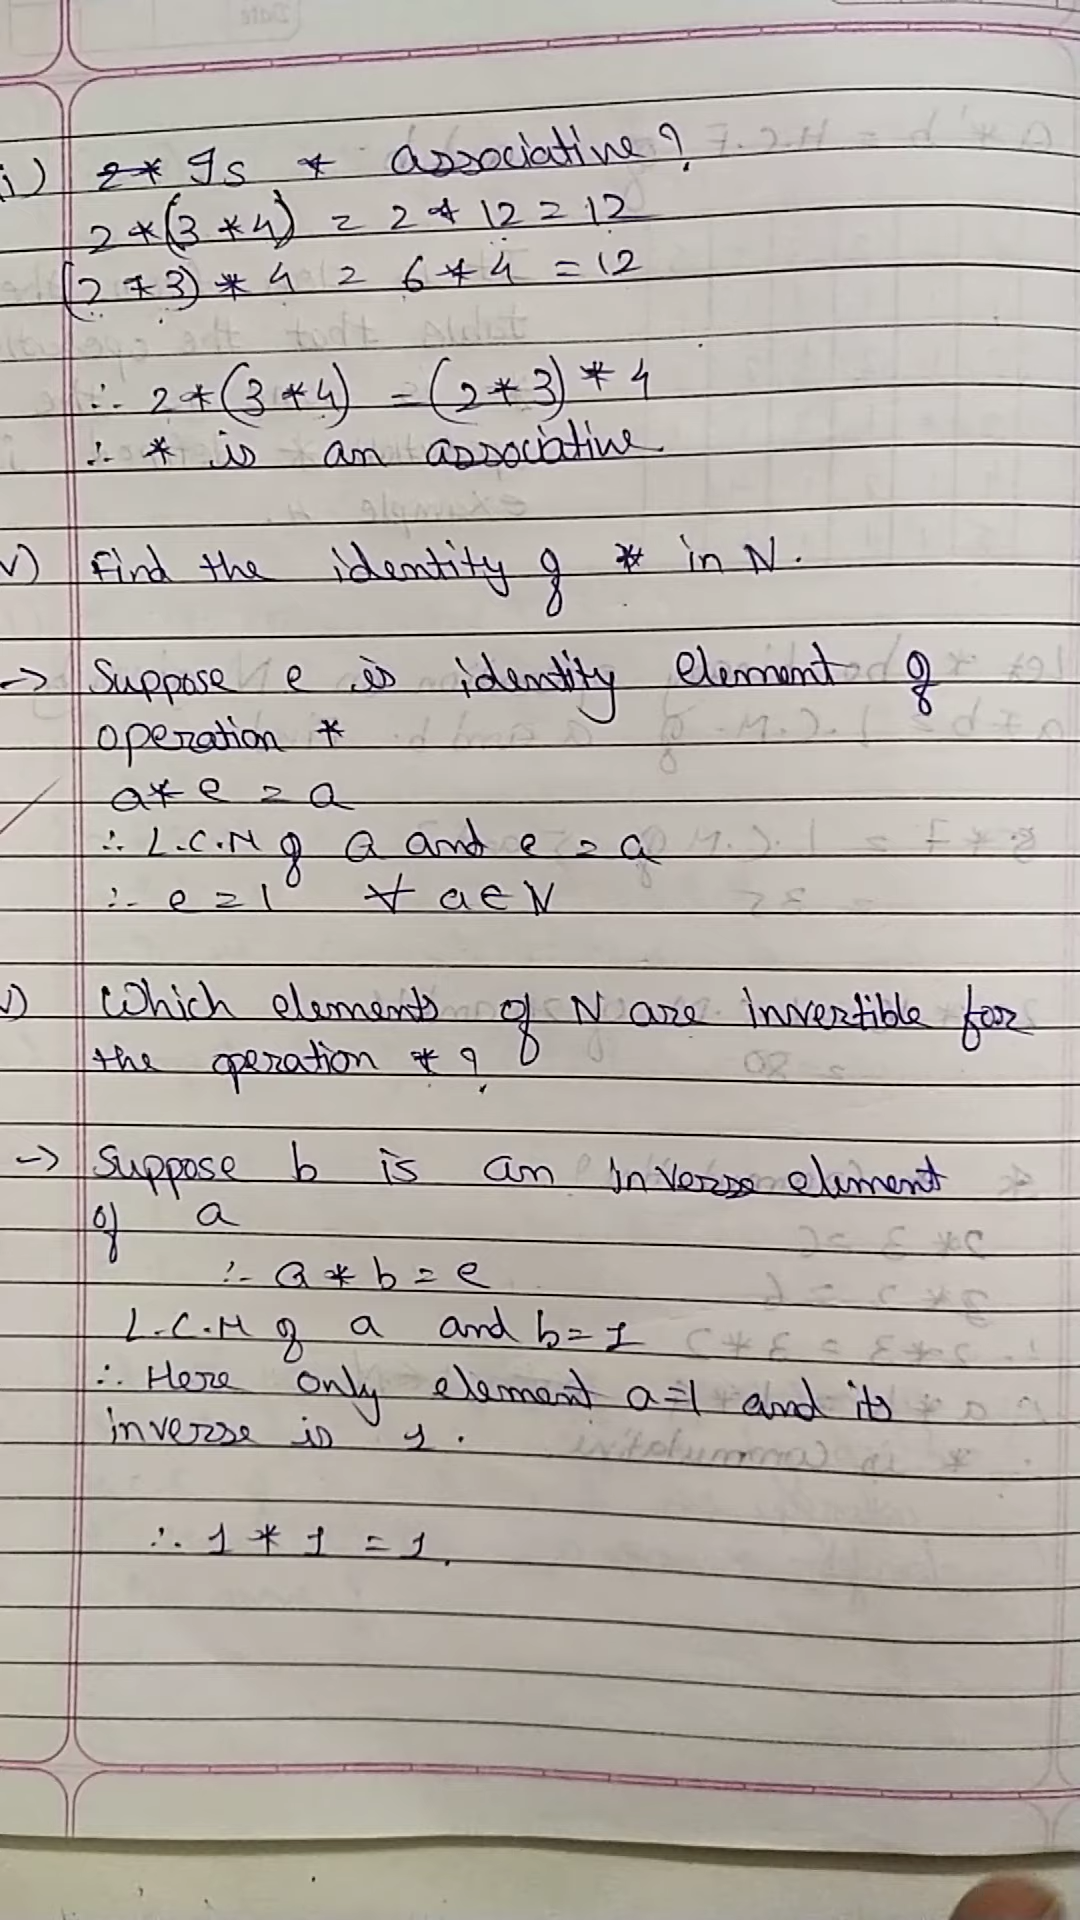 i) Is * associative?
2*(3*4) = 2*12 = 12
(2*3)*4 = 6*4 = 12
∴ 2*(3*4) = (2*3)*4
∴ * is an associative
v) find the identity of * in N.
→ Suppose e is identity element of
operation *
a*e = a
∴ L.C.M of a and e = a
∴ e = 1 ∀ a∈N
) Which elements of N are invertible for
the operation *?
→ Suppose b is an inverse element
of a
∴ a*b = e
L.C.M of a and b = 1
∴ Here only element a=1 and its
inverse is 1.
∴ 1*1 = 1.